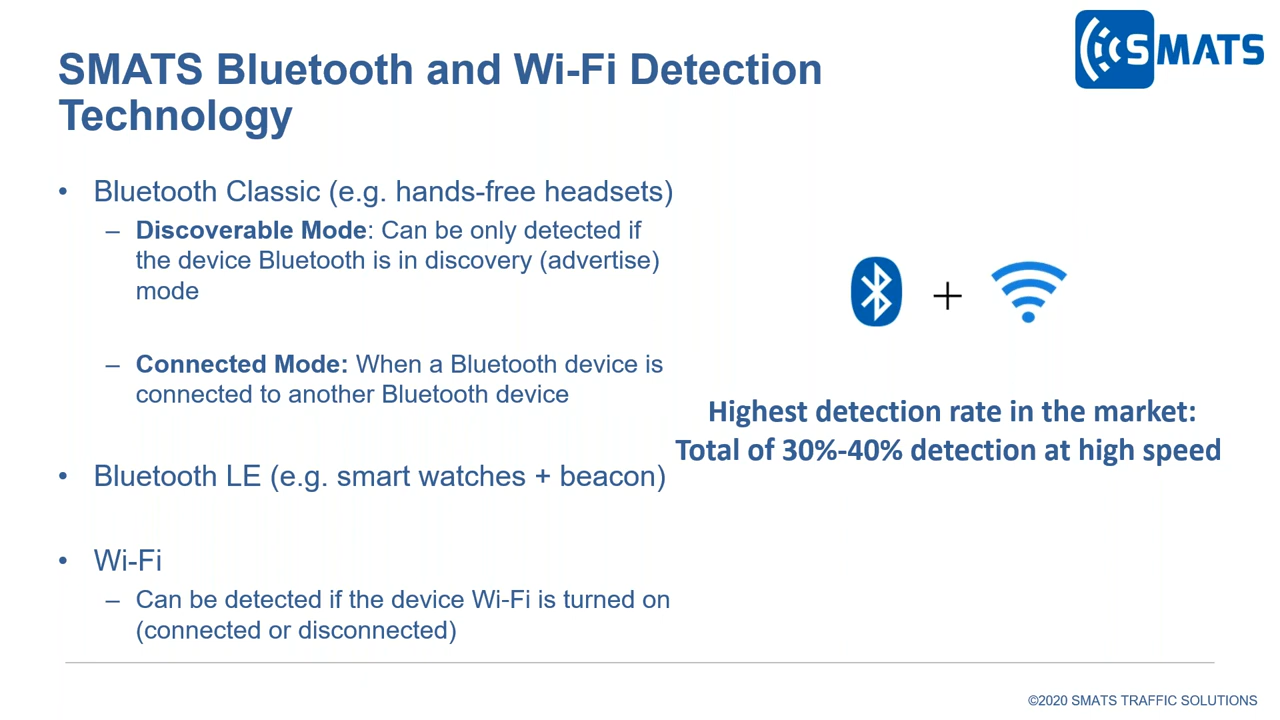 SMATS
SMATS Bluetooth and Wi-Fi Detection
Technology
• Bluetooth Classic (e.g. hands-free headsets)
– Discoverable Mode: Can be only detected if
the device Bluetooth is in discovery (advertise)
mode
– Connected Mode: When a Bluetooth device is
connected to another Bluetooth device
• Bluetooth LE (e.g. smart watches + beacon)
• Wi-Fi
– Can be detected if the device Wi-Fi is turned on
(connected or disconnected)
+
Highest detection rate in the market:
Total of 30%-40% detection at high speed
©2020 SMATS TRAFFIC SOLUTIONS